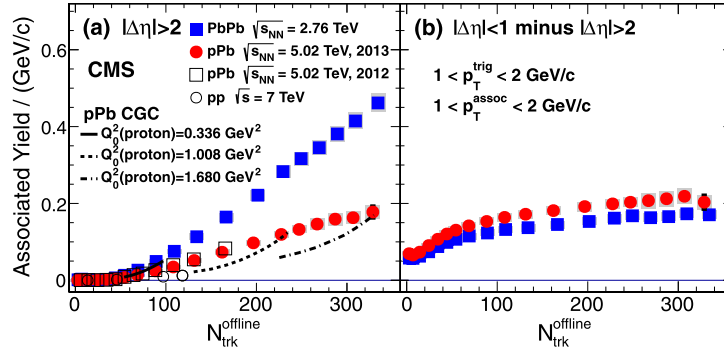 (a) |Δη|>2
PbPb √s_NN = 2.76 TeV
pPb √s_NN = 5.02 TeV, 2013
pPb √s_NN = 5.02 TeV, 2012
pp √s = 7 TeV
CMS
pPb CGC
Q₀²(proton)=0.336 GeV²
Q₀²(proton)=1.008 GeV²
Q₀²(proton)=1.680 GeV²
Associated Yield / (GeV/c)
0.6
0.4
0.2
0
0 100 200 300
N_trk^offline
(b) |Δη|<1 minus |Δη|>2
1 < p_T^trig < 2 GeV/c
1 < p_T^assoc < 2 GeV/c
0 100 200 300
N_trk^offline